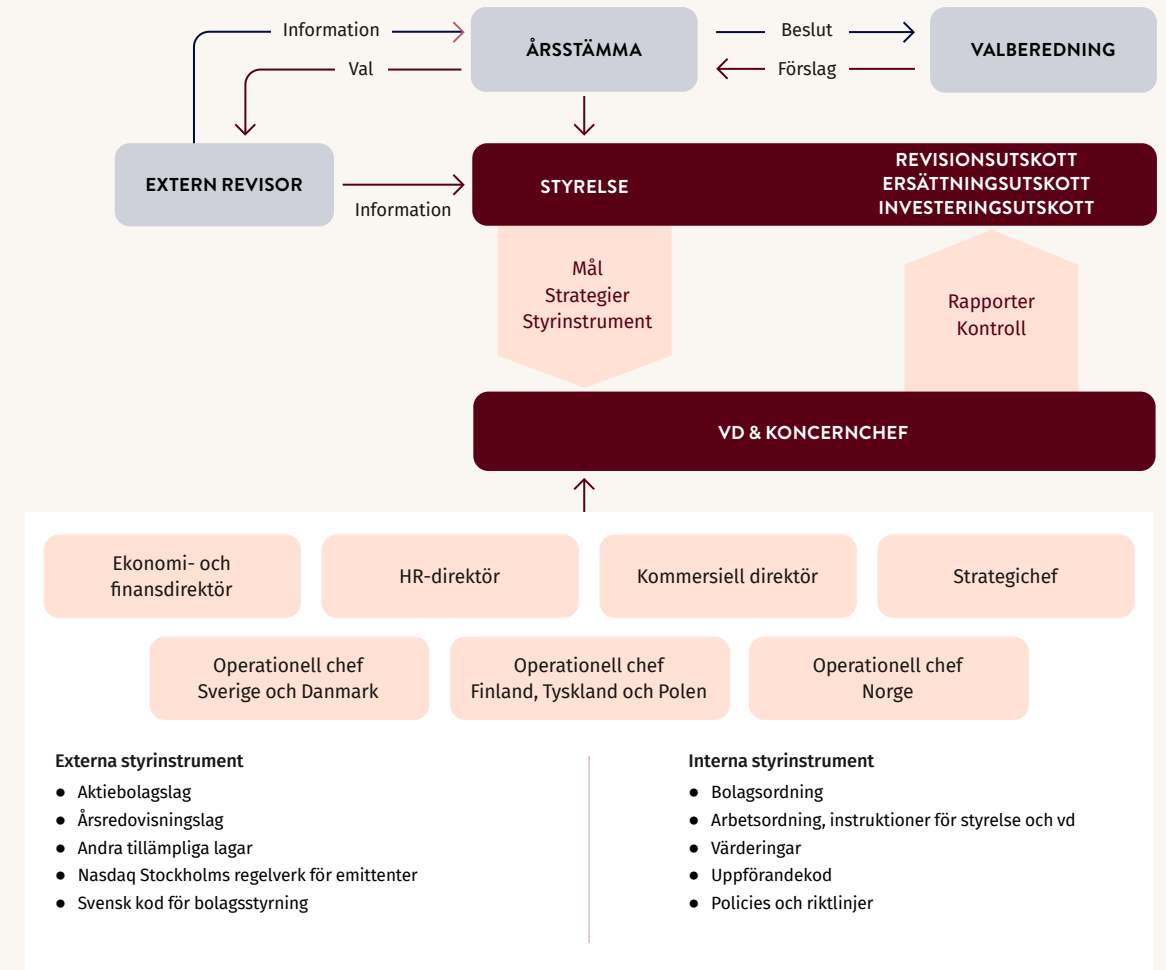 Information
Val
ÅRSSTÄMMA
Beslut
Förslag
VALBEREDNING
EXTERN REVISOR
Information
STYRELSE
REVISIONSUTSKOTT
ERSÄTTNINGSUTSKOTT
INVESTERINGSUTSKOTT
Mål
Strategier
Styrinstrument
Rapporter
Kontroll
VD & KONCERNCHEF
Ekonomi- och
finansdirektör
HR-direktör
Kommersiell direktör
Strategichef
Operationell chef
Sverige och Danmark
Operationell chef
Finland, Tyskland och Polen
Operationell chef
Norge
Externa styrinstrument
● Aktiebolagslag
● Årsredovisningslag
● Andra tillämpliga lagar
● Nasdaq Stockholms regelverk för emittenter
● Svensk kod för bolagsstyrning
Interna styrinstrument
● Bolagsordning
● Arbetsordning, instruktioner för styrelse och vd
● Värderingar
● Uppförandekod
● Policies och riktlinjer